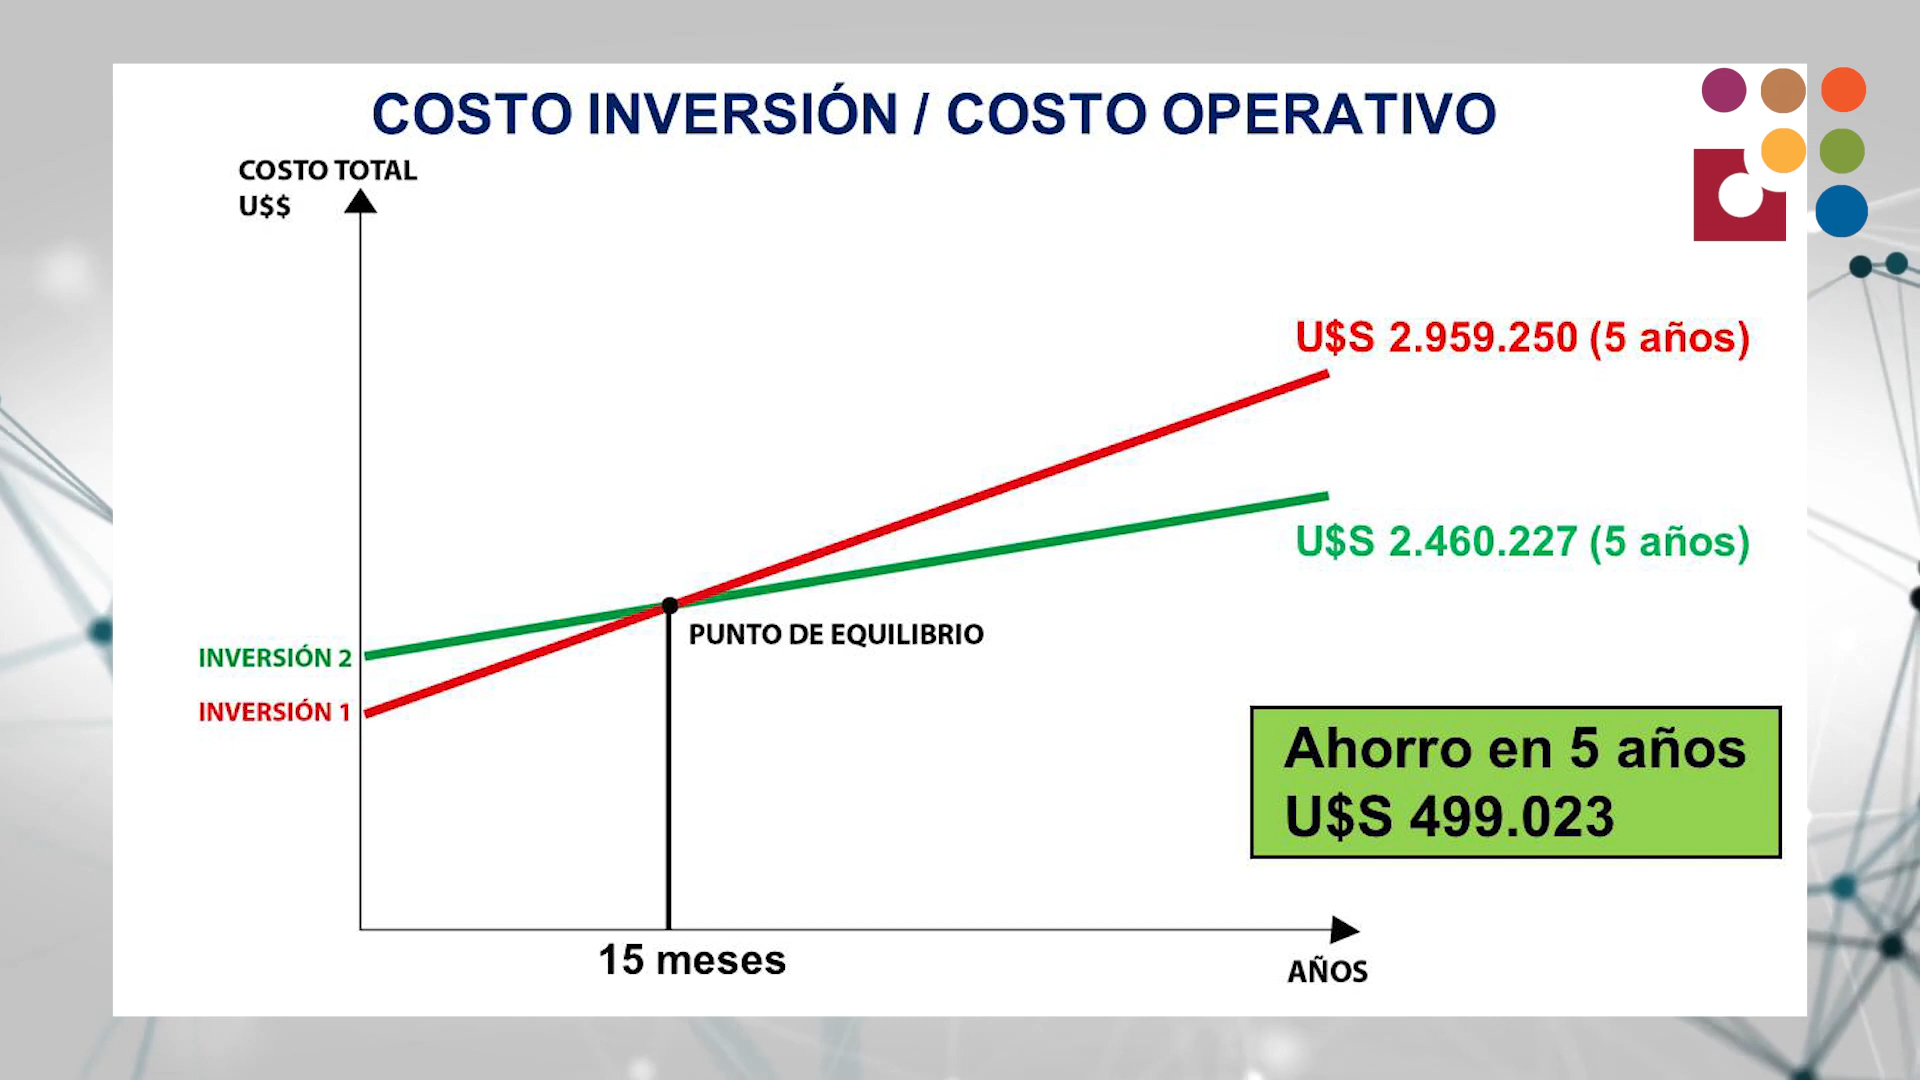 COSTO INVERSIÓN / COSTO OPERATIVO
COSTO TOTAL
U$$
U$S 2.959.250 (5 años)
U$S 2.460.227 (5 años)
PUNTO DE EQUILIBRIO
INVERSIÓN 2
INVERSIÓN 1
Ahorro en 5 años
U$S 499.023
15 meses
AÑOS